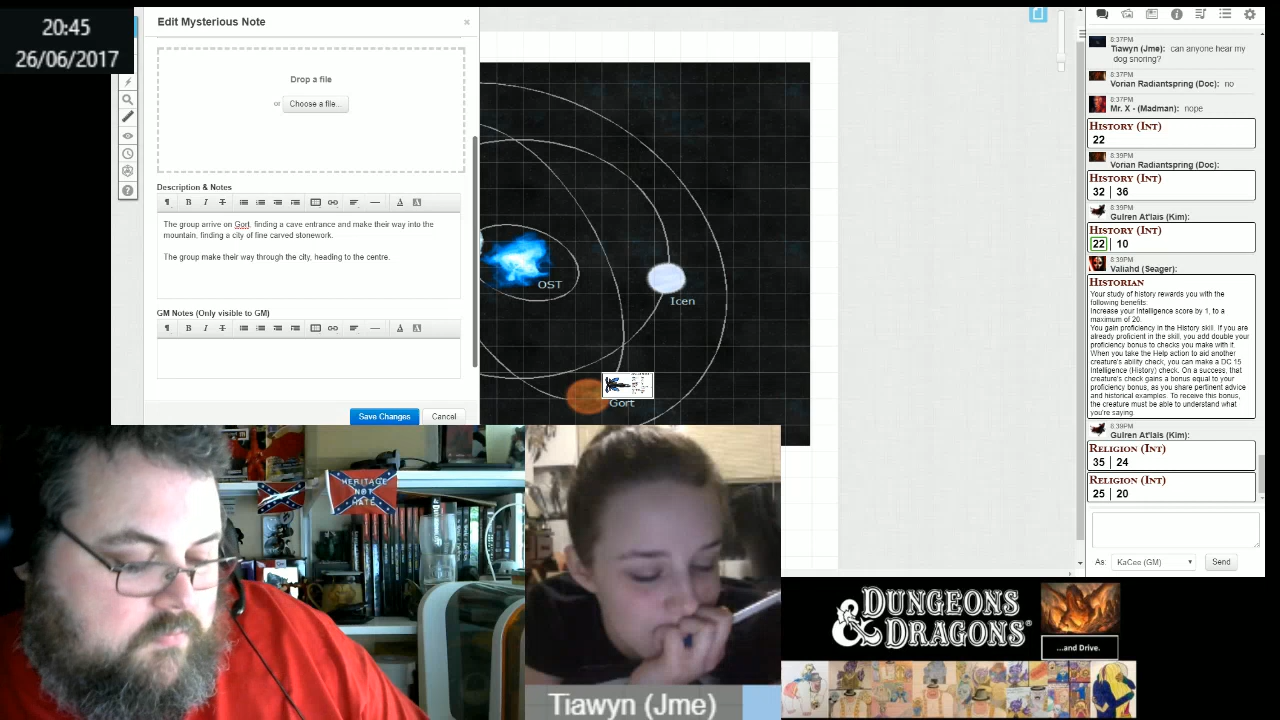 20:45
26/06/2017
Edit Mysterious Note
×
Drop a file
or Choose a file...
Description & Notes
The group arrive on Gort, finding a cave entrance and make their way into the
mountain, finding a city of fine carved stonework.
The group make their way through the city, heading to the centre.
GM Notes (Only visible to GM)
Save Changes
Cancel
OST
Icen
Gort
8:37PM
Tiawyn (Jme): can anyone hear my
dog snoring?
8:37PM
Vorian Radiantspring (Doc): no
8:37PM
Mr. X - (Madman): nope
History (Int)
22
8:39PM
Vorian Radiantspring (Doc):
History (Int)
32 | 36
8:39PM
Guiren At'lais (Kim):
History (Int)
22 | 10
8:39PM
Valiahd (Seager):
Historian
Your study of history rewards you with the
following benefits:
Increase your Intelligence score by 1, to a
maximum of 20.
You gain proficiency in the History skill. If you are
already proficient in the skill, you add double your
proficiency bonus to checks you make with it.
When you take the Help action to aid another
creature's ability check, you can make a DC 15
Intelligence (History) check. On a success, that
creature's check gains a bonus equal to your
proficiency bonus, as you share pertinent advice
and historical examples. To receive this bonus,
the creature must be able to understand what
you're saying.
8:39PM
Guiren At'lais (Kim):
Religion (Int)
35 | 24
Religion (Int)
25 | 20
As: KaCee (GM)
Send
HERITAGE
NOT
HATE
Tiawyn (Jme)
DUNGEONS
& DRAGONS®
...and Drive.